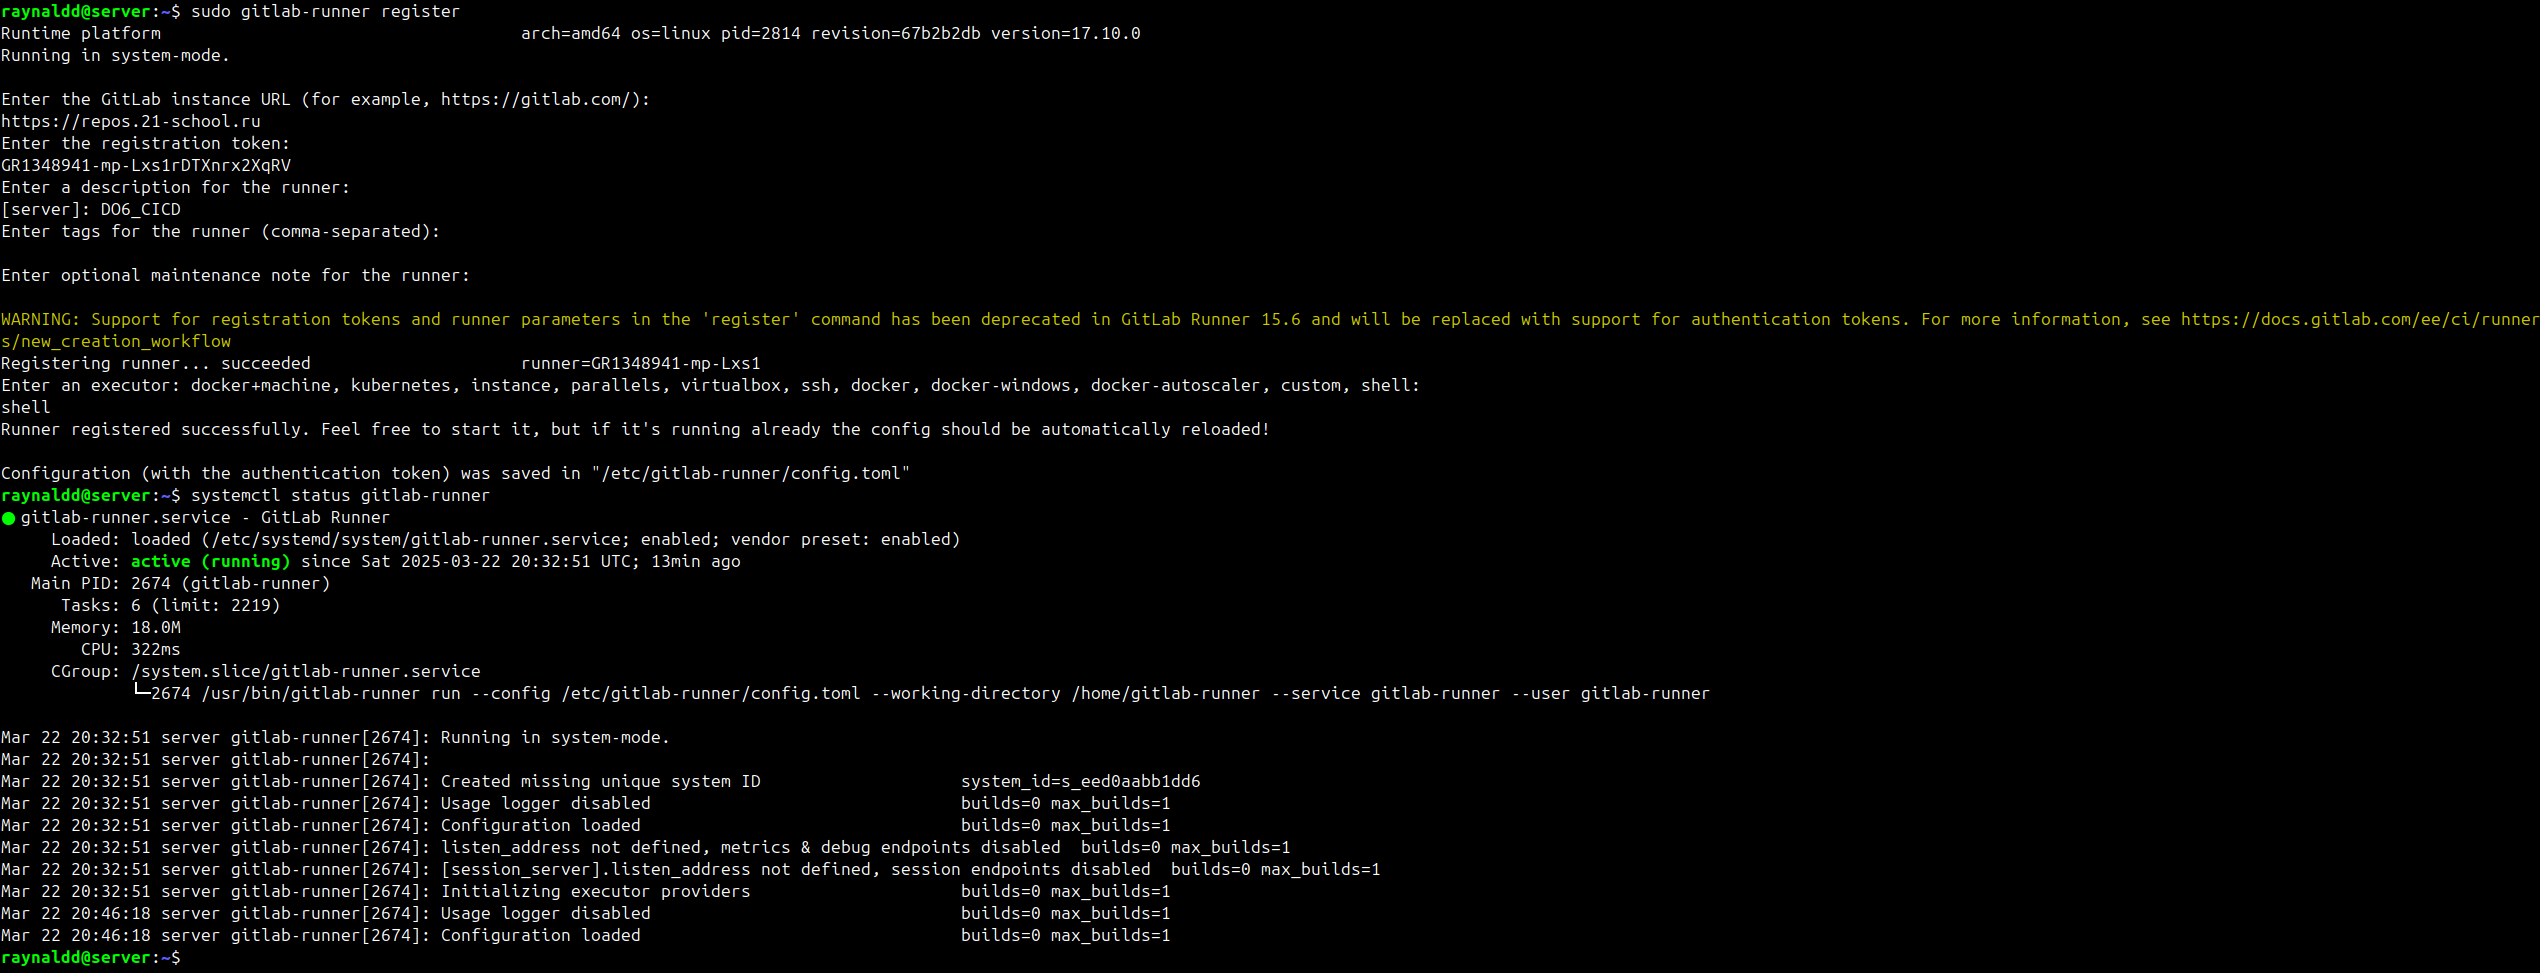 raynaldd@server:~$ sudo gitlab-runner register
Runtime platform                                    arch=amd64 os=linux pid=2814 revision=67b2b2db version=17.10.0
Running in system-mode.
Enter the GitLab instance URL (for example, https://gitlab.com/):
https://repos.21-school.ru
Enter the registration token:
GR1348941-mp-Lxs1rDTXnrx2XqRV
Enter a description for the runner:
[server]: DO6_CICD
Enter tags for the runner (comma-separated):
Enter optional maintenance note for the runner:
WARNING: Support for registration tokens and runner parameters in the 'register' command has been deprecated in GitLab Runner 15.6 and will be replaced with support for authentication tokens. For more information, see https://docs.gitlab.com/ee/ci/runner
s/new_creation_workflow
Registering runner... succeeded                     runner=GR1348941-mp-Lxs1
Enter an executor: docker+machine, kubernetes, instance, parallels, virtualbox, ssh, docker, docker-windows, docker-autoscaler, custom, shell:
shell
Runner registered successfully. Feel free to start it, but if it's running already the config should be automatically reloaded!
Configuration (with the authentication token) was saved in "/etc/gitlab-runner/config.toml"
raynaldd@server:~$ systemctl status gitlab-runner
● gitlab-runner.service - GitLab Runner
     Loaded: loaded (/etc/systemd/system/gitlab-runner.service; enabled; vendor preset: enabled)
     Active: active (running) since Sat 2025-03-22 20:32:51 UTC; 13min ago
   Main PID: 2674 (gitlab-runner)
      Tasks: 6 (limit: 2219)
     Memory: 18.0M
        CPU: 322ms
     CGroup: /system.slice/gitlab-runner.service
             └─2674 /usr/bin/gitlab-runner run --config /etc/gitlab-runner/config.toml --working-directory /home/gitlab-runner --service gitlab-runner --user gitlab-runner
Mar 22 20:32:51 server gitlab-runner[2674]: Running in system-mode.
Mar 22 20:32:51 server gitlab-runner[2674]:
Mar 22 20:32:51 server gitlab-runner[2674]: Created missing unique system ID                    system_id=s_eed0aabb1dd6
Mar 22 20:32:51 server gitlab-runner[2674]: Usage logger disabled                               builds=0 max_builds=1
Mar 22 20:32:51 server gitlab-runner[2674]: Configuration loaded                                builds=0 max_builds=1
Mar 22 20:32:51 server gitlab-runner[2674]: listen_address not defined, metrics & debug endpoints disabled  builds=0 max_builds=1
Mar 22 20:32:51 server gitlab-runner[2674]: [session_server].listen_address not defined, session endpoints disabled  builds=0 max_builds=1
Mar 22 20:32:51 server gitlab-runner[2674]: Initializing executor providers                     builds=0 max_builds=1
Mar 22 20:46:18 server gitlab-runner[2674]: Usage logger disabled                               builds=0 max_builds=1
Mar 22 20:46:18 server gitlab-runner[2674]: Configuration loaded                                builds=0 max_builds=1
raynaldd@server:~$